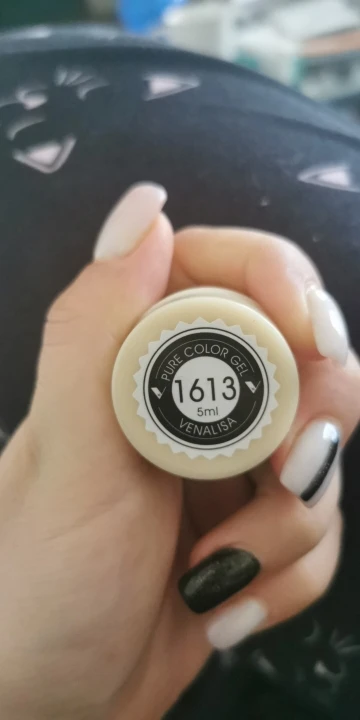 PURE COLOR GEL
1613
5ml
VENALISA